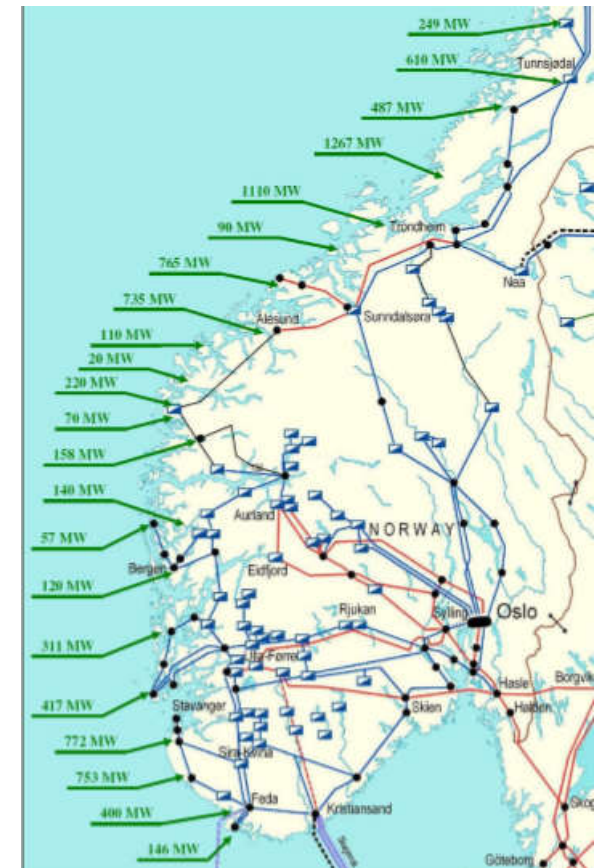 249 MW
Tunnsjødal
610 MW
487 MW
1267 MW
1110 MW
Trondheim
90 MW
765 MW
Nea
735 MW
Ålesund
Sunndalsøra
110 MW
20 MW
220 MW
70 MW
158 MW
140 MW
Aurland
NORWAY
57 MW
Bergen
Eidfjord
120 MW
Rjukan
Sylling
Oslo
311 MW
Hasle
Borgvik
417 MW
Stavanger
Skien
Halden
772 MW
Sira-Kvina
753 MW
Feda
400 MW
Kristiansand
Skog
146 MW
Göteborg